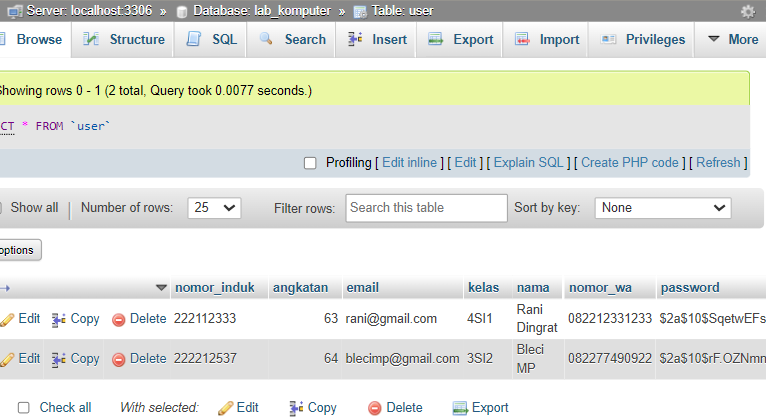 Server: localhost:3306 » Database: lab_komputer » Table: user
Browse Structure SQL Search Insert Export Import Privileges More
Showing rows 0 - 1 (2 total, Query took 0.0077 seconds.)
CT * FROM `user`
Profiling [ Edit inline ] [ Edit ] [ Explain SQL ] [ Create PHP code ] [ Refresh ]
Show all | Number of rows: 25 Filter rows: Search this table Sort by key: None
options
nomor_induk angkatan email kelas nama nomor_wa password
Edit Copy Delete 222112333 63 rani@gmail.com 4SI1 Rani Dingrat 082212331233 $2a$10$SqetwEFs
Edit Copy Delete 222212537 64 blecimp@gmail.com 3SI2 Bleci MP 082277490922 $2a$10$rF.OZNmn
Check all With selected: Edit Copy Delete Export